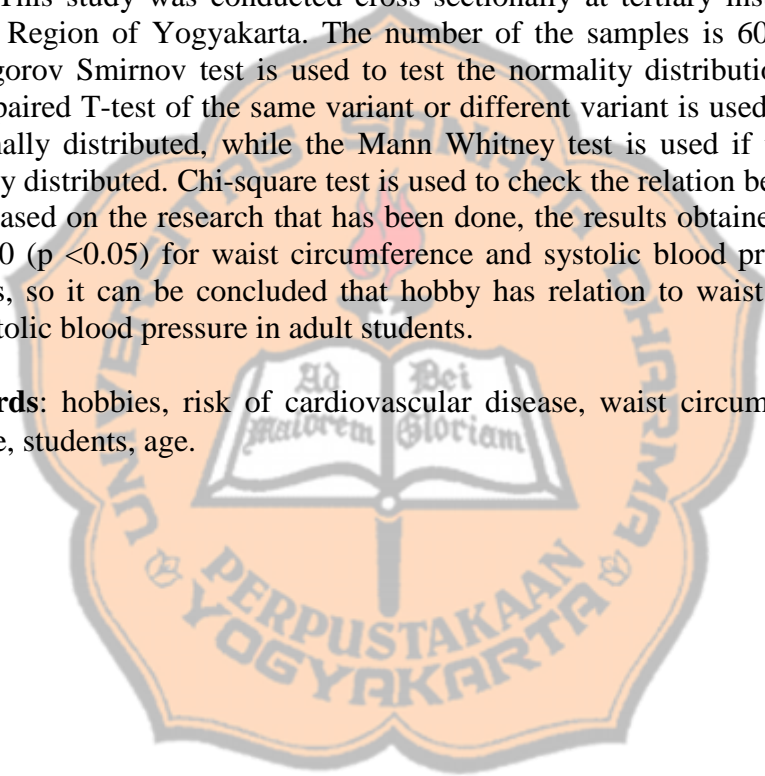 This study was conducted cross sectionally at tertiary ins
Region of Yogyakarta. The number of the samples is 60
gorov Smirnov test is used to test the normality distributio
paired T-test of the same variant or different variant is used
nally distributed, while the Mann Whitney test is used if
y distributed. Chi-square test is used to check the relation be
ased on the research that has been done, the results obtaine
0 (p <0.05) for waist circumference and systolic blood pr
s, so it can be concluded that hobby has relation to waist
tolic blood pressure in adult students.
rds: hobbies, risk of cardiovascular disease, waist circum
e, students, age.
UNIVERSITAS SANATA DHARMA
Ad Dei
Maiorem Gloriam
PERPUSTAKAAN
YOGYAKARTA